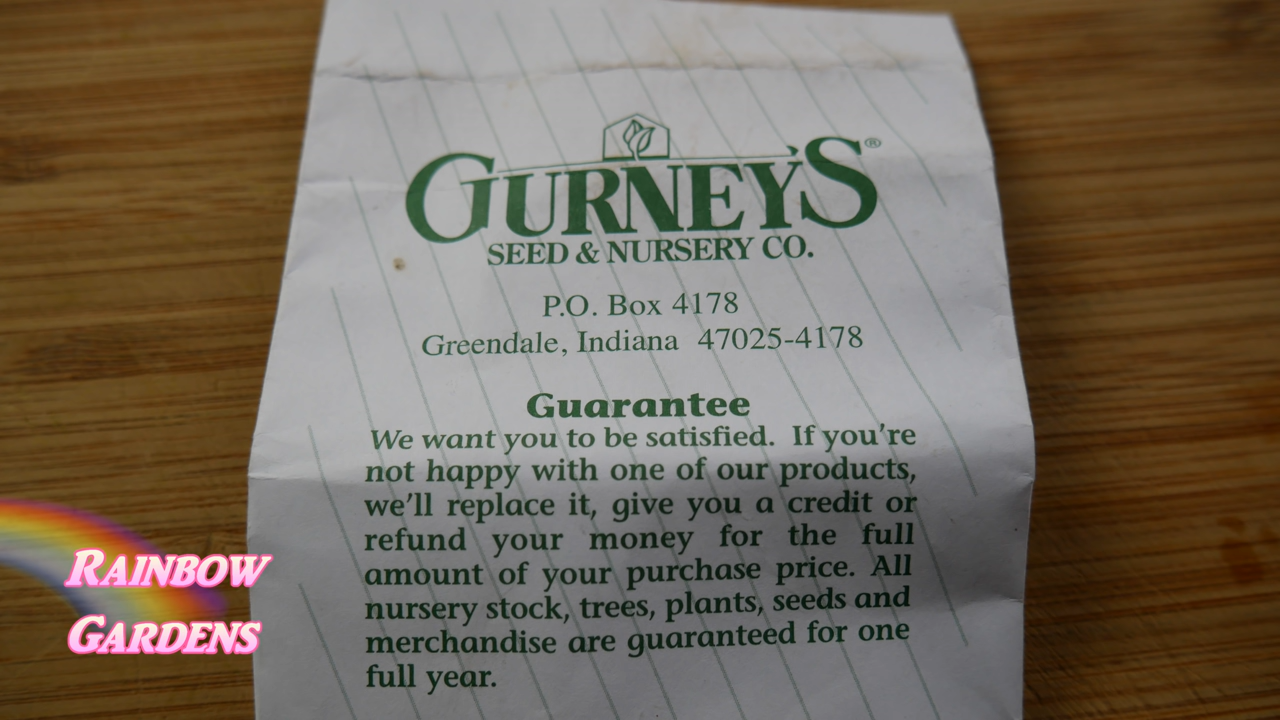 GURNEY'S®
SEED & NURSERY CO.
P.O. Box 4178
Greendale, Indiana 47025-4178
Guarantee
We want you to be satisfied. If you're
not happy with one of our products,
we'll replace it, give you a credit or
refund your money for the full
amount of your purchase price. All
nursery stock, trees, plants, seeds and
merchandise are guaranteed for one
full year.
RAINBOW
GARDENS